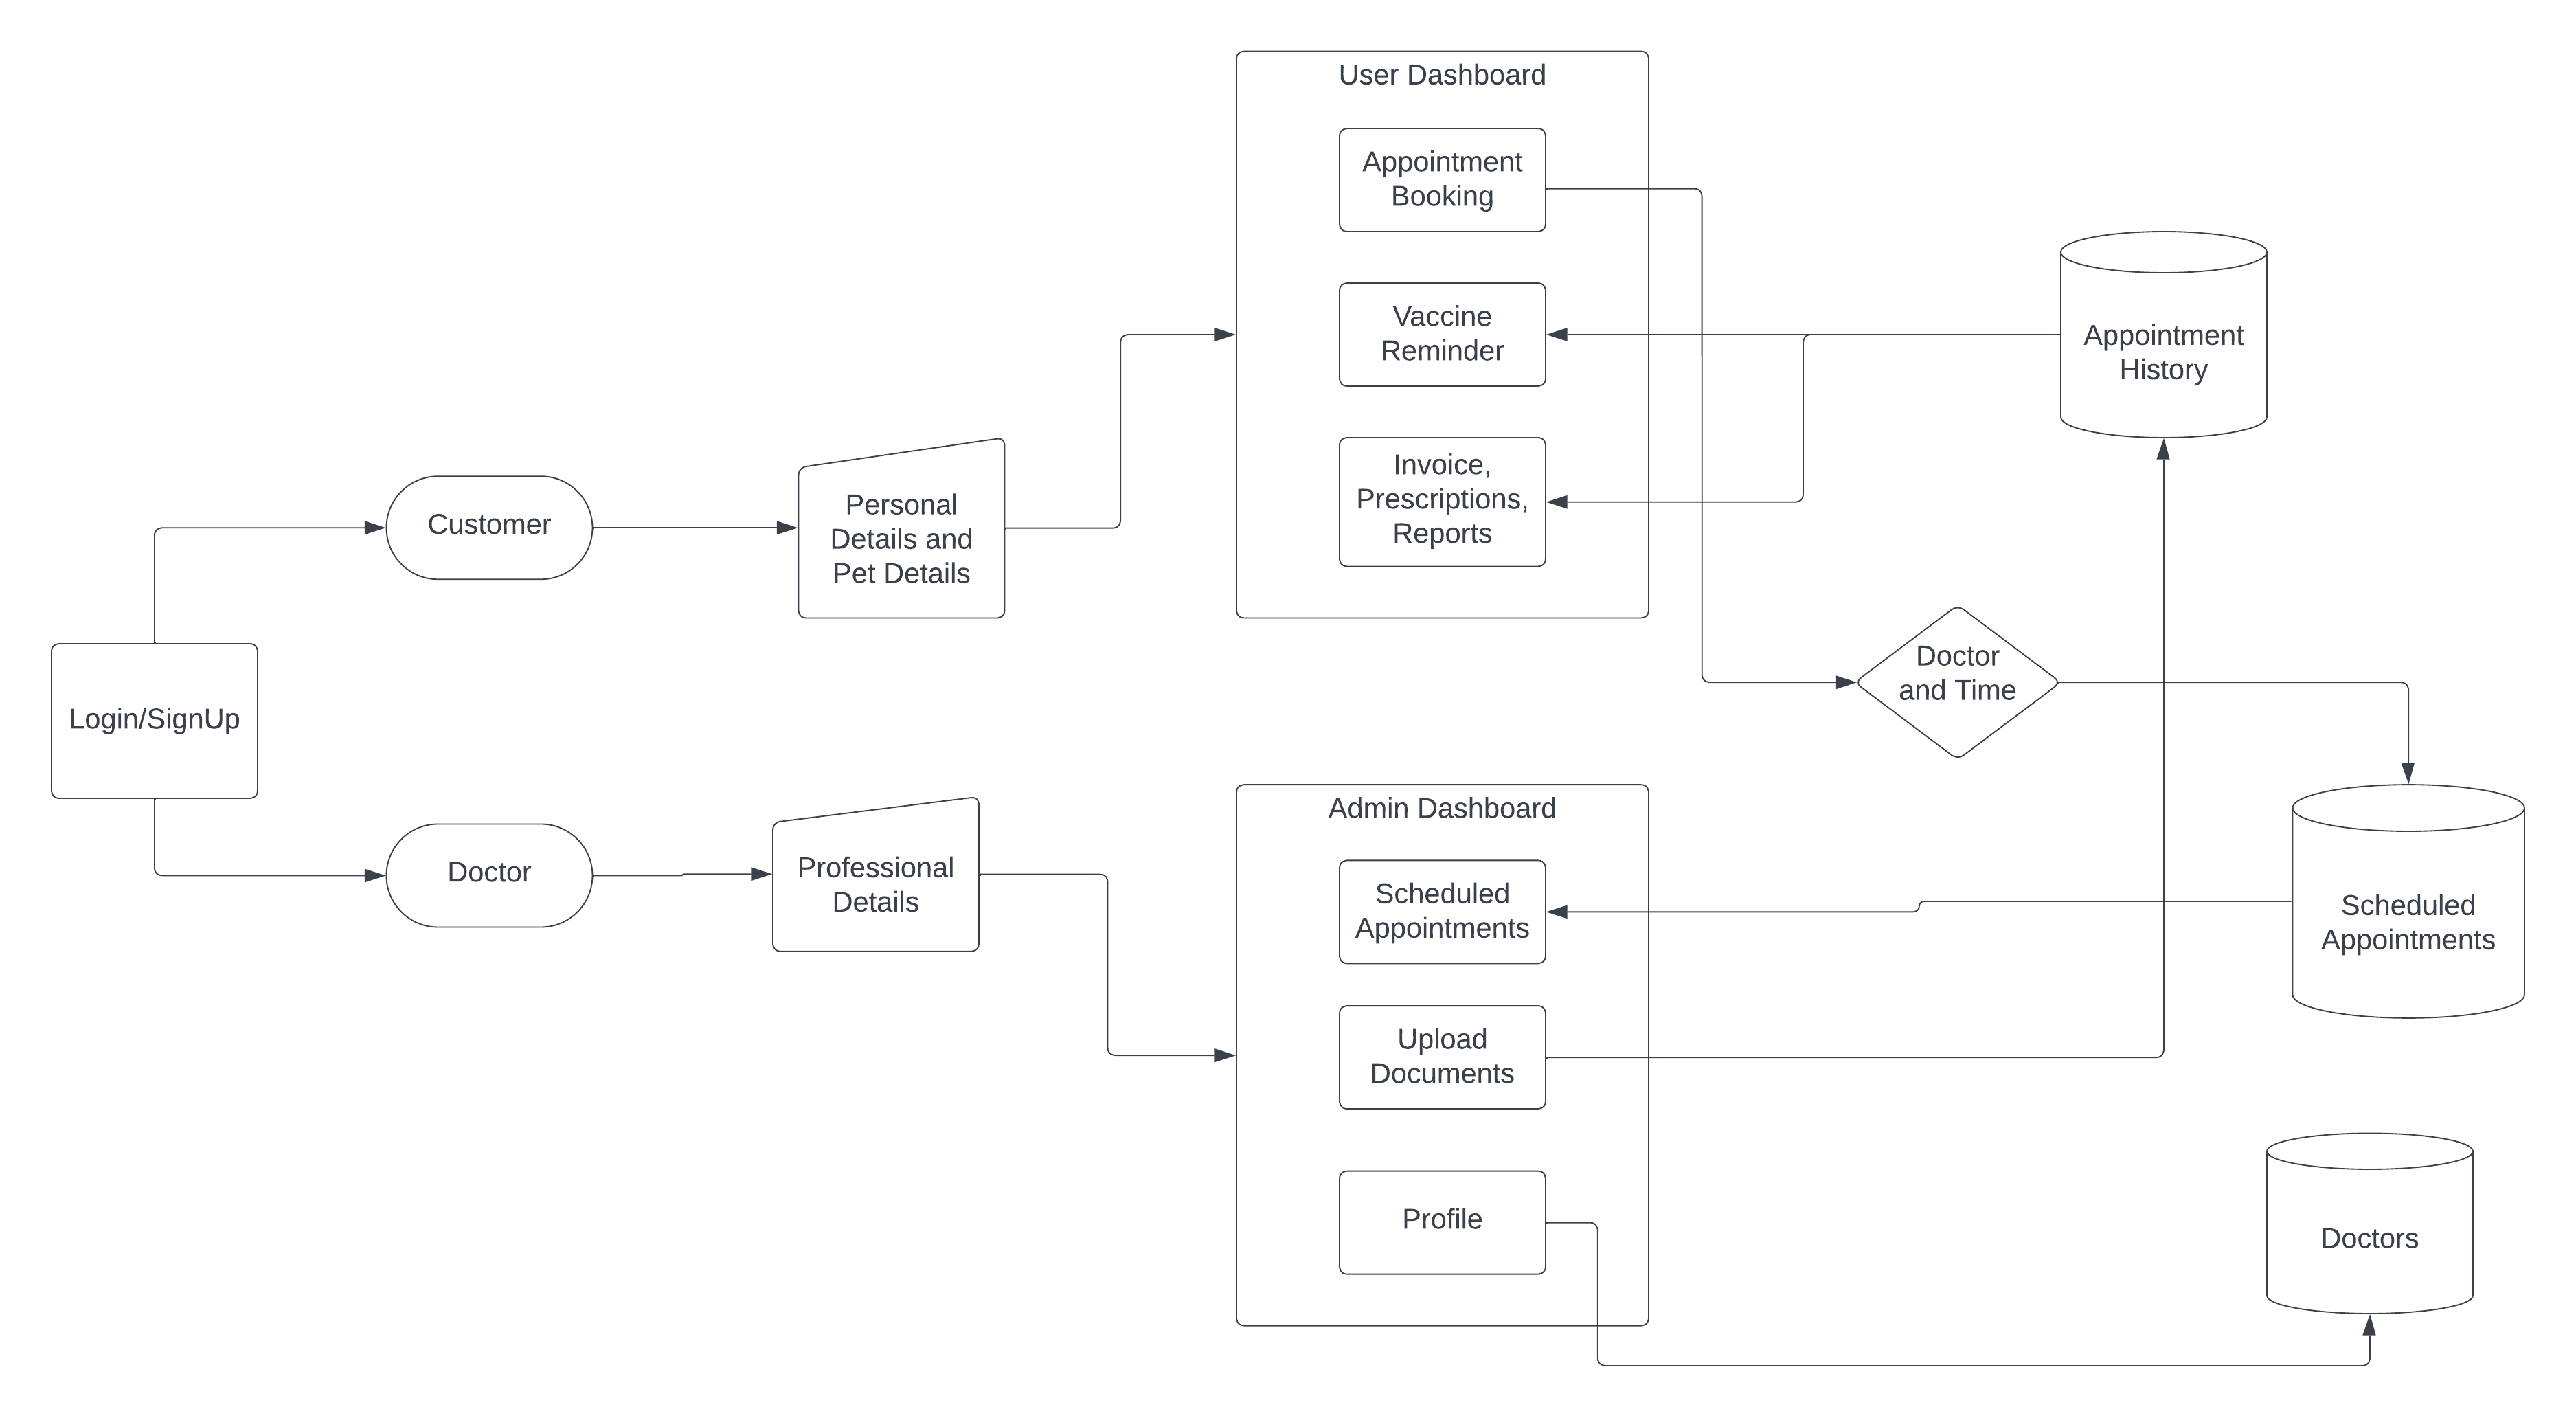 User Dashboard
Appointment
Booking
Vaccine
Reminder
Invoice,
Prescriptions,
Reports
Appointment
History
Customer
Personal
Details and
Pet Details
Login/SignUp
Doctor
and Time
Doctor
Professional
Details
Admin Dashboard
Scheduled
Appointments
Upload
Documents
Profile
Scheduled
Appointments
Doctors